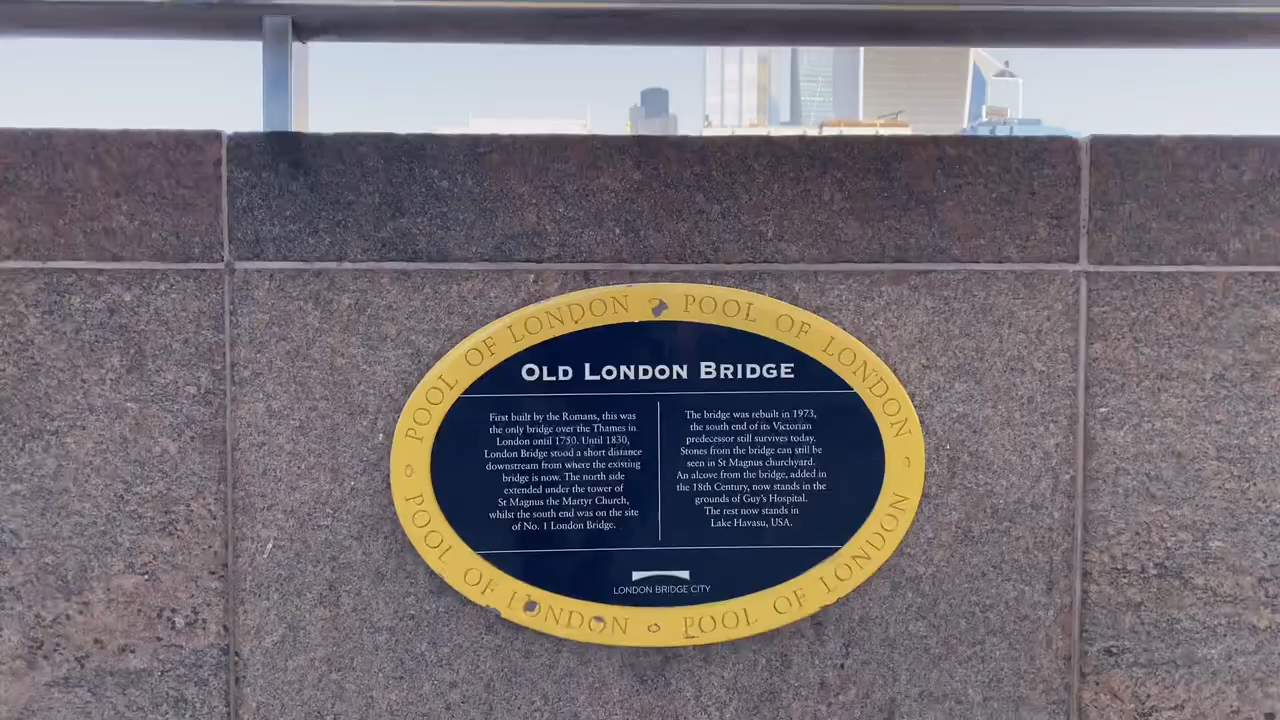 POOL OF LONDON POOL OF LONDON
OLD LONDON BRIDGE
First built by the Romans, this was
the only bridge over the Thames in
London until 1750. Until 1830,
London Bridge stood a short distance
downstream from where the existing
bridge is now. The north side
extended under the tower of
St Magnus the Martyr Church,
whilst the south end was on the site
of No. 1 London Bridge.
The bridge was rebuilt in 1973,
the south end of its Victorian
predecessor still survives today.
Stones from the bridge can still be
seen in St Magnus churchyard.
An alcove from the bridge, added in
the 18th Century, now stands in the
grounds of Guy's Hospital.
The rest now stands in
Lake Havasu, USA.
LONDON BRIDGE CITY
POOL OF LONDON POOL OF LONDON